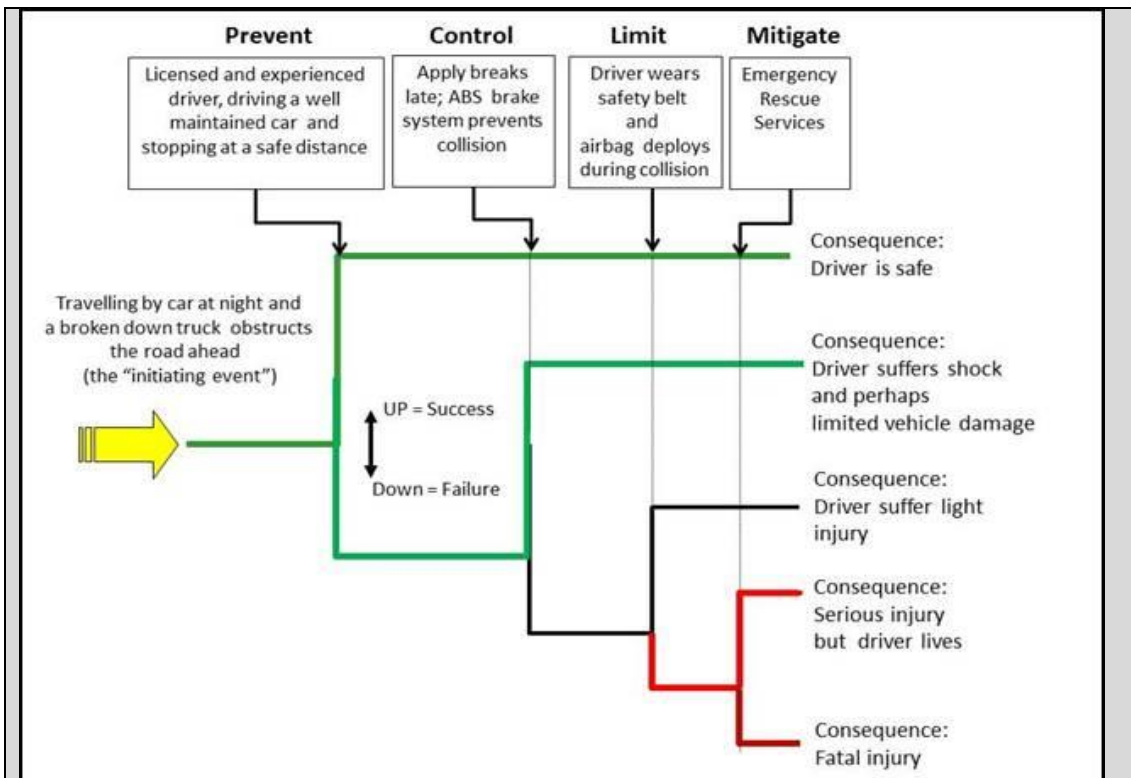 Prevent
Control
Limit
Mitigate
Licensed and experienced
driver, driving a well
maintained car and
stopping at a safe distance
Apply breaks
late; ABS brake
system prevents
collision
Driver wears
safety belt
and
airbag deploys
during collision
Emergency
Rescue
Services
Consequence:
Driver is safe
Travelling by car at night and
a broken down truck obstructs
the road ahead
(the “initiating event”)
Consequence:
Driver suffers shock
and perhaps
limited vehicle damage
UP = Success
Down = Failure
Consequence:
Driver suffer light
injury
Consequence:
Serious injury
but driver lives
Consequence:
Fatal injury